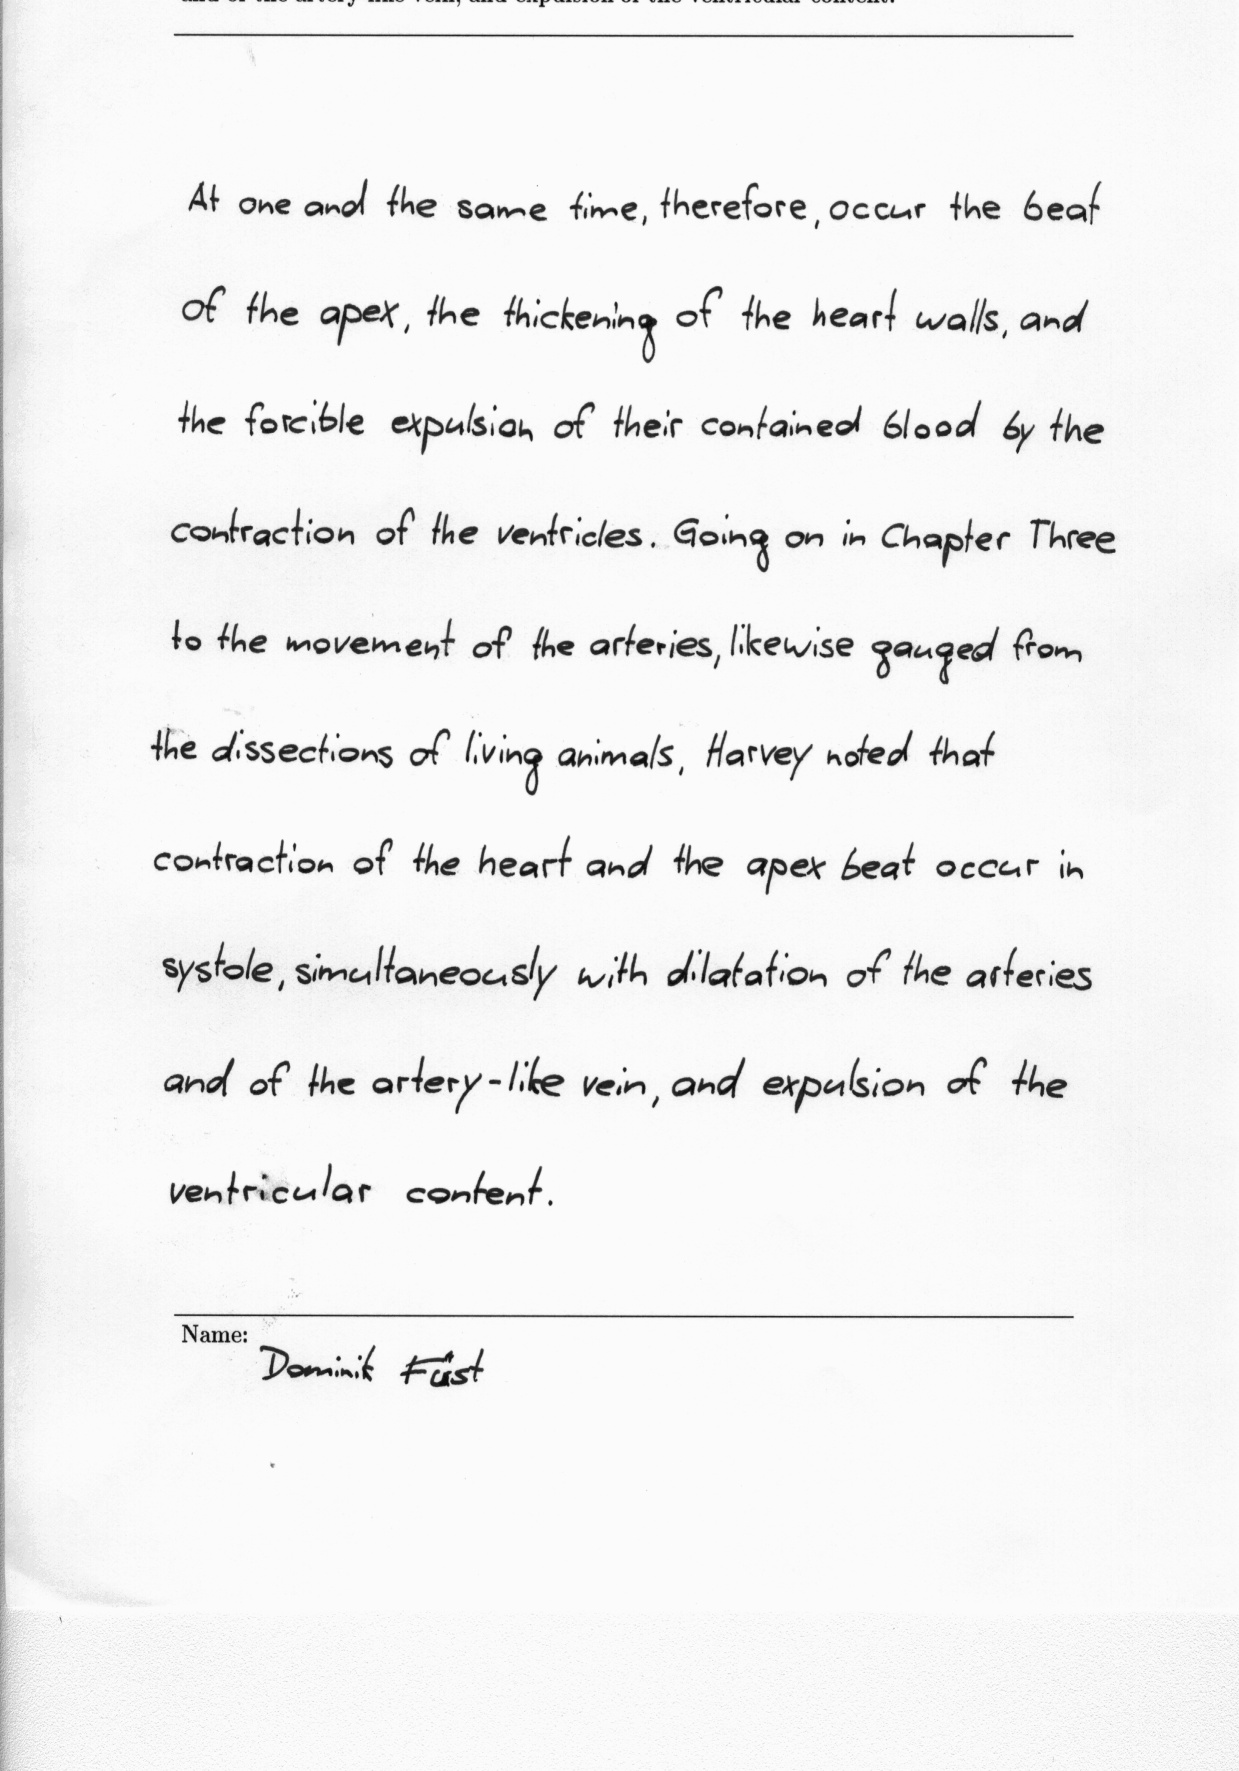 and of the artery-like vein, and expulsion of the ventricular content.
At one and the same time, therefore, occur the beat
of the apex, the thickening of the heart walls, and
the forcible expulsion of their contained blood by the
contraction of the ventricles. Going on in Chapter Three
to the movement of the arteries, likewise gauged from
the dissections of living animals, Harvey noted that
contraction of the heart and the apex beat occur in
systole, simultaneously with dilatation of the arteries
and of the artery-like vein, and expulsion of the
ventricular content.
Name:
Dominik Füst